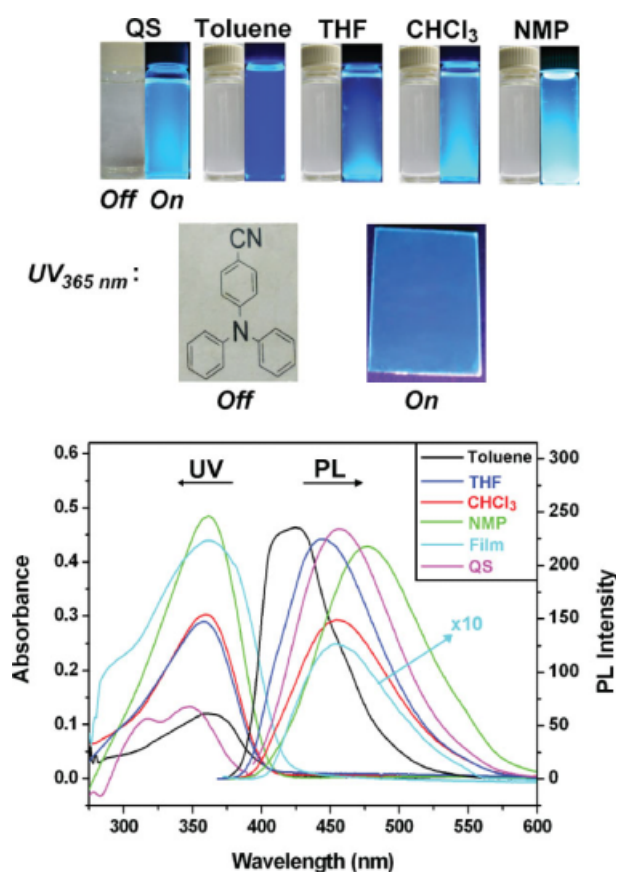 QS Toluene THF CHCl₃ NMP
Off On
UV₃₆₅ ₙₘ :
CN
N
Off On
UV PL
Toluene
THF
CHCl₃
NMP
Film
QS
x10
Absorbance
0.6
0.5
0.4
0.3
0.2
0.1
0.0
PL Intensity
300
250
200
150
100
50
0
300 350 400 450 500 550 600
Wavelength (nm)